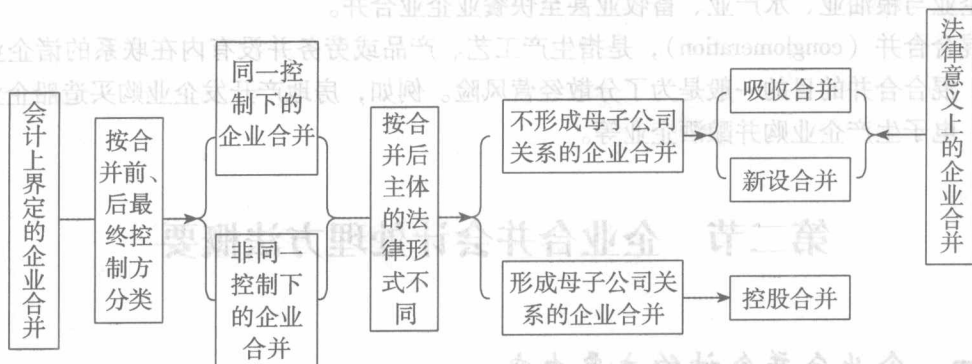 会计上界定的企业合并
按合
并前、
后最
终控
制方
分类
同一控
制下的
企业合并
非同一
控制下
的企业
合并
按合
并后
主体
的法
律形
式不
同
不形成母子公司
关系的企业合并
形成母子公司关
系的企业合并
吸收合并
新设合并
控股合并
法律意义上的企业合并
第二节 企业合并会计处理方法概要